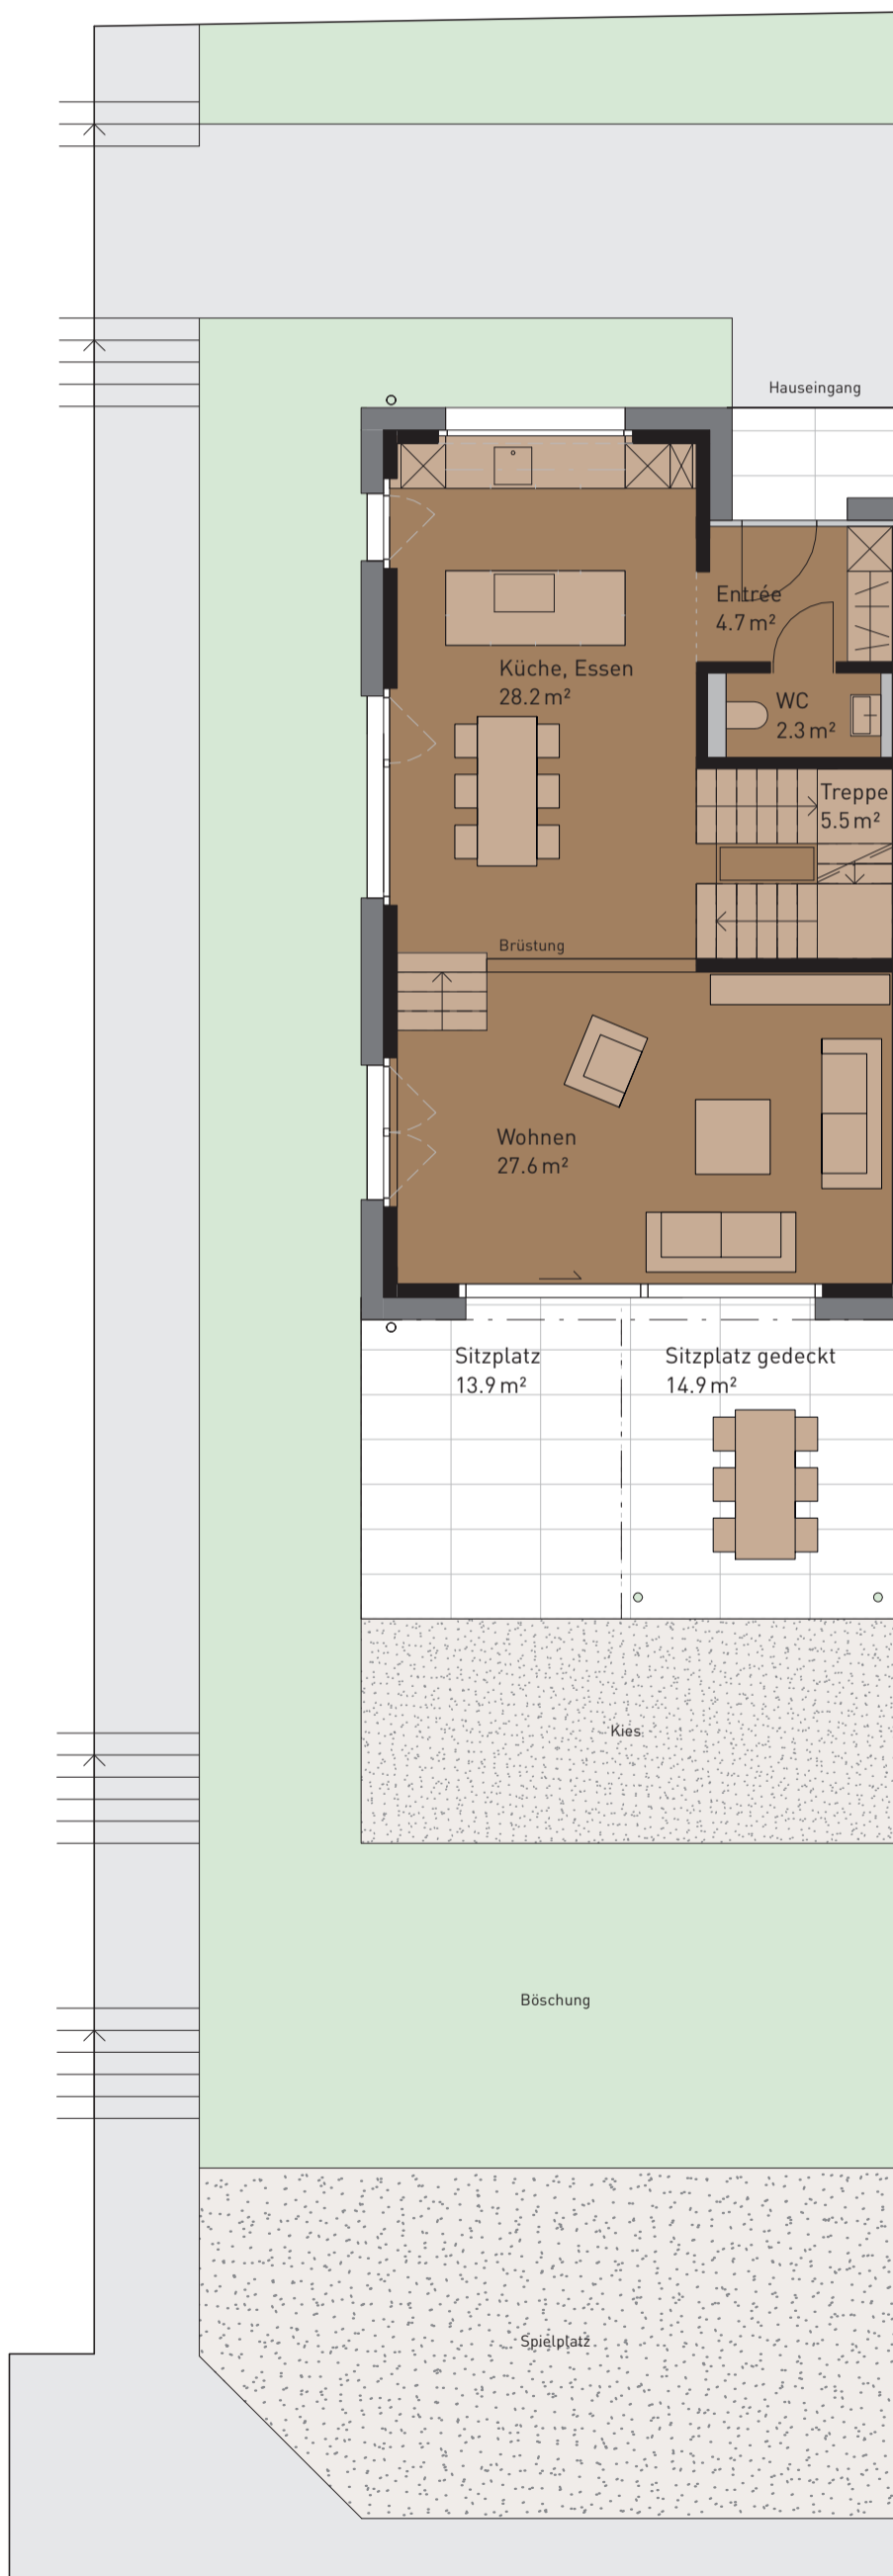 Hauseingang
Entrée
4.7 m²
Küche, Essen
28.2 m²
WC
2.3 m²
Treppe
5.5 m²
Brüstung
Wohnen
27.6 m²
Sitzplatz
13.9 m²
Sitzplatz gedeckt
14.9 m²
Kies
Böschung
Spielplatz